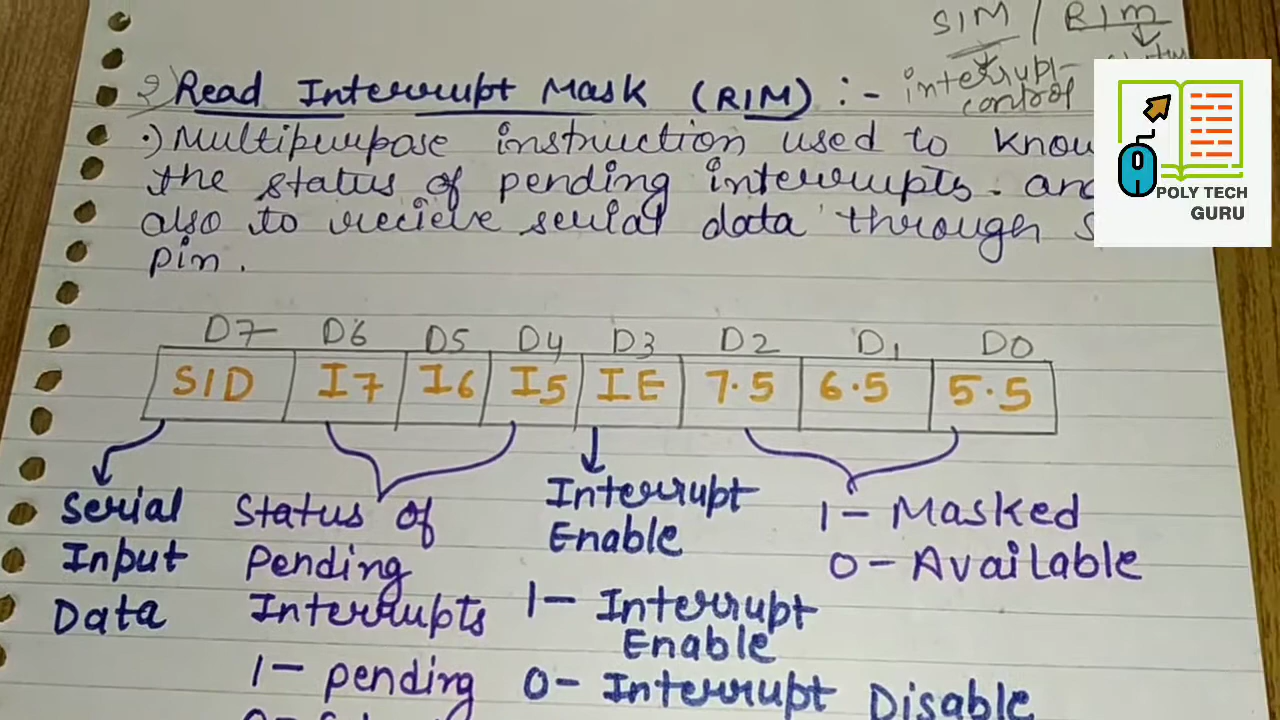 SIM / RIM
interrupt-
control
2) Read Interrupt Mask (RIM) :-
·) Multipurpose instruction used to know
the status of pending interrupts. and
also to recieve serial data through S
pin.
POLY TECH
GURU
D7 D6 D5 D4 D3 D2 D1 D0
SID I7 I6 I5 IE 7.5 6.5 5.5
Serial
Input
Data
Status of
Pending
Interrupts
1- pending
Interrupt
Enable
1- Interrupt
Enable
0- Interrupt Disable
1- Masked
0- Available